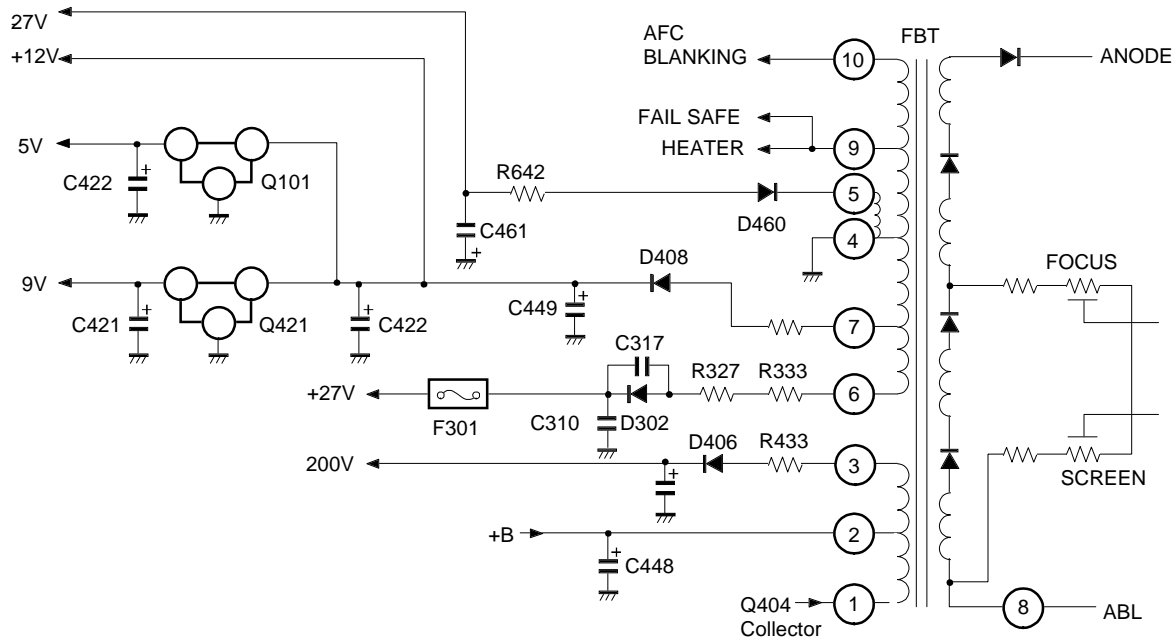 -27V
+12V
AFC
BLANKING
10
FBT
ANODE
FAIL SAFE
HEATER
9
5V
C422
Q101
R642
5
D460
C461
4
FOCUS
D408
9V
C421
Q421
C422
C449
7
C317
R327
R333
+27V
F301
C310
D302
6
D406
R433
200V
3
SCREEN
+B
2
C448
Q404
Collector
1
8
ABL